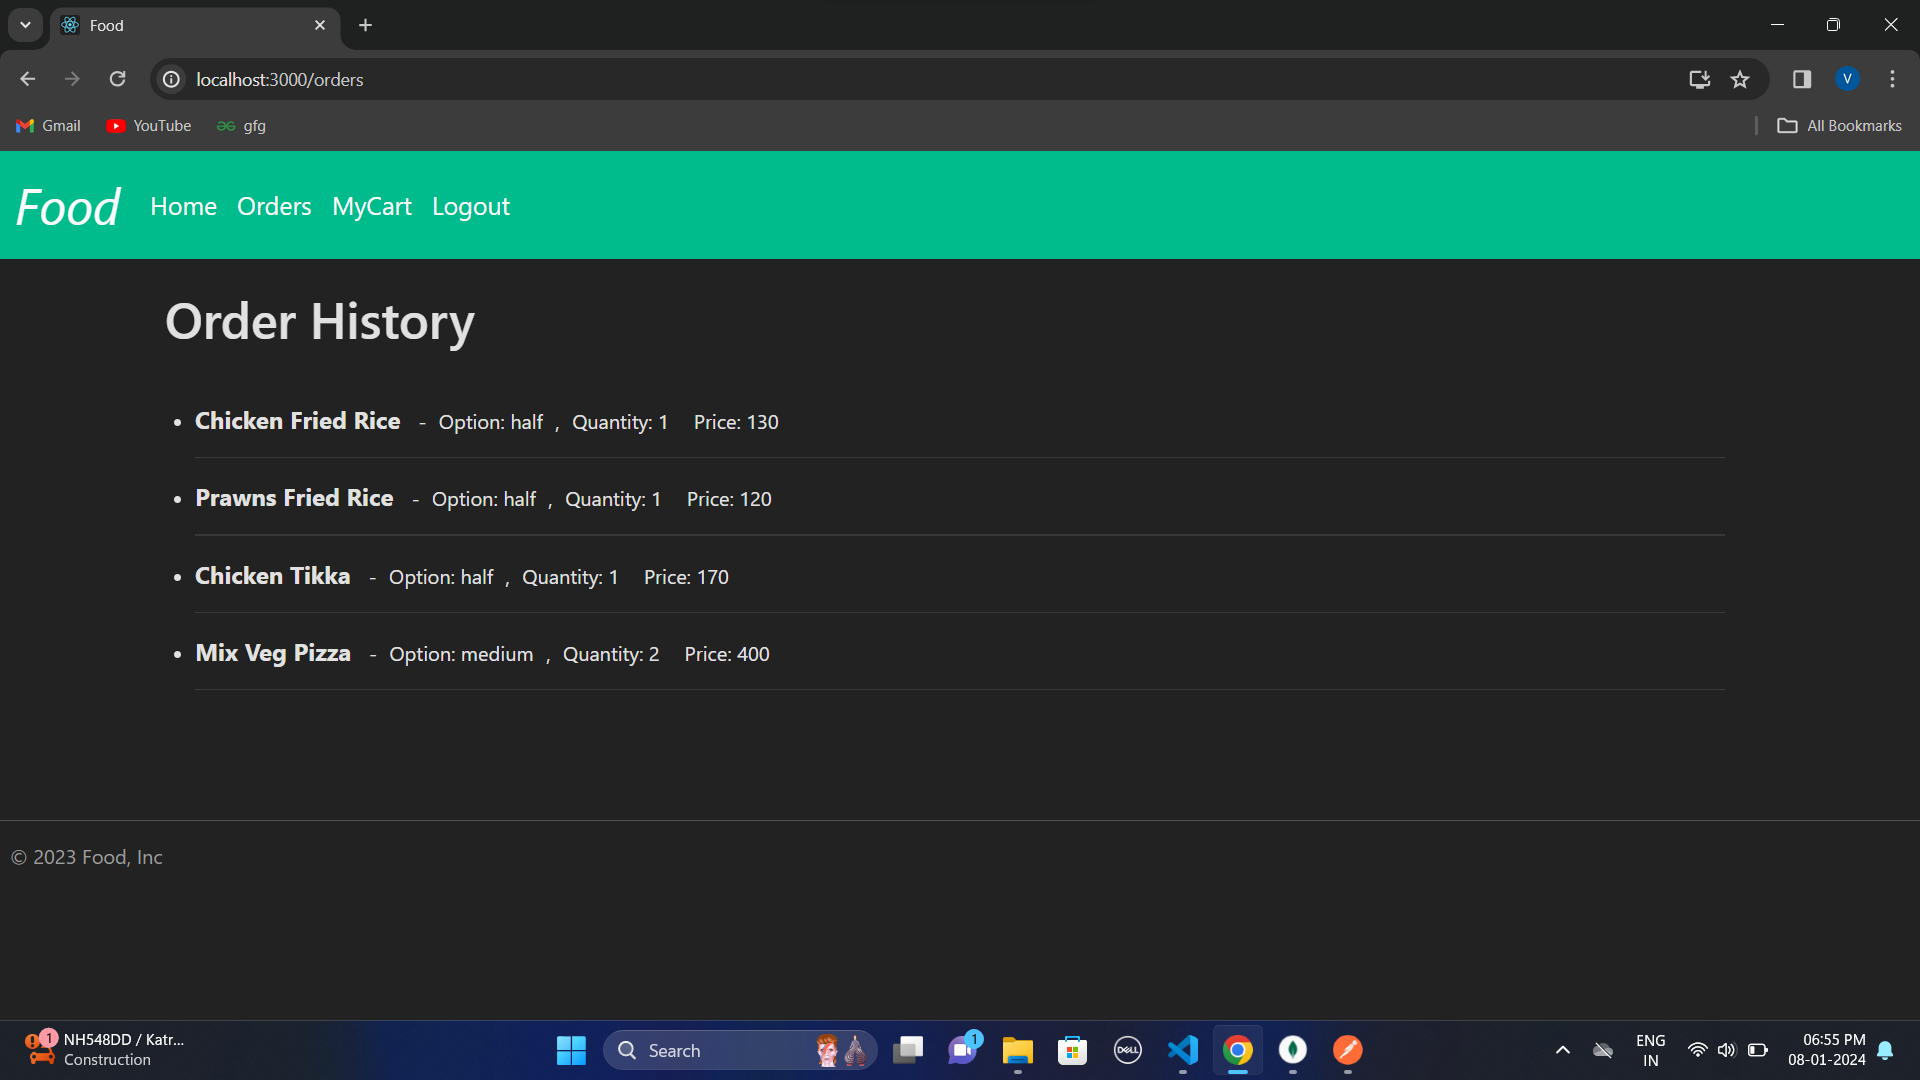 Food
localhost:3000/orders
V
Gmail YouTube gfg All Bookmarks
Food Home Orders MyCart Logout
Order History
• Chicken Fried Rice - Option: half , Quantity: 1 Price: 130
• Prawns Fried Rice - Option: half , Quantity: 1 Price: 120
• Chicken Tikka - Option: half , Quantity: 1 Price: 170
• Mix Veg Pizza - Option: medium , Quantity: 2 Price: 400
© 2023 Food, Inc
1 NH548DD / Katr...
Construction
Search
1
DELL
ENG
IN
06:55 PM
08-01-2024